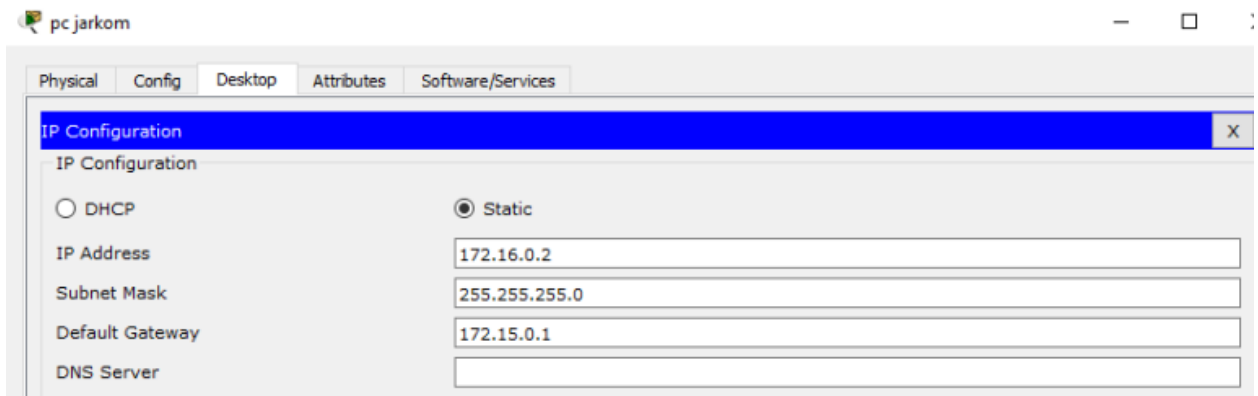 pc jarkom
Physical Config Desktop Attributes Software/Services
IP Configuration X
IP Configuration
DHCP Static
IP Address 172.16.0.2
Subnet Mask 255.255.255.0
Default Gateway 172.15.0.1
DNS Server